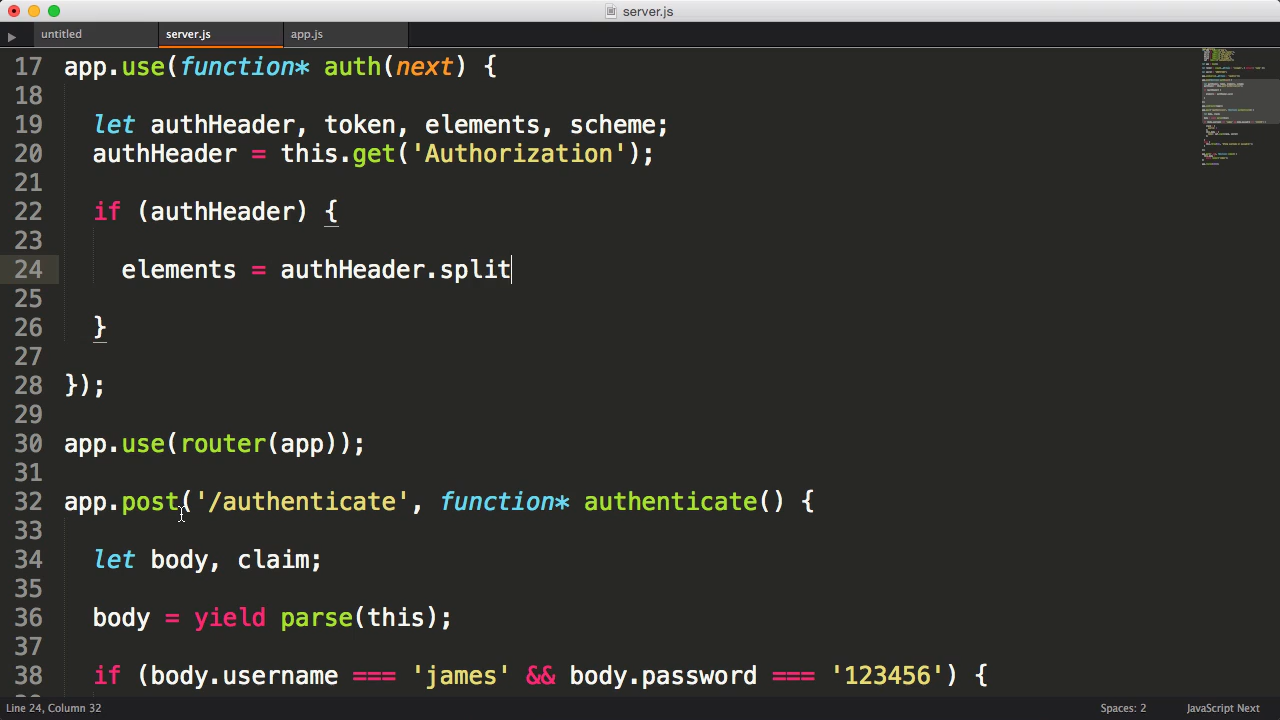 server.js
untitled server.js app.js
17 app.use(function* auth(next) {
18
19 let authHeader, token, elements, scheme;
20 authHeader = this.get('Authorization');
21
22 if (authHeader) {
23
24 elements = authHeader.split
25
26 }
27
28 });
29
30 app.use(router(app));
31
32 app.post('/authenticate', function* authenticate() {
33
34 let body, claim;
35
36 body = yield parse(this);
37
38 if (body.username === 'james' && body.password === '123456') {
Line 24, Column 32 Spaces: 2 JavaScript Next